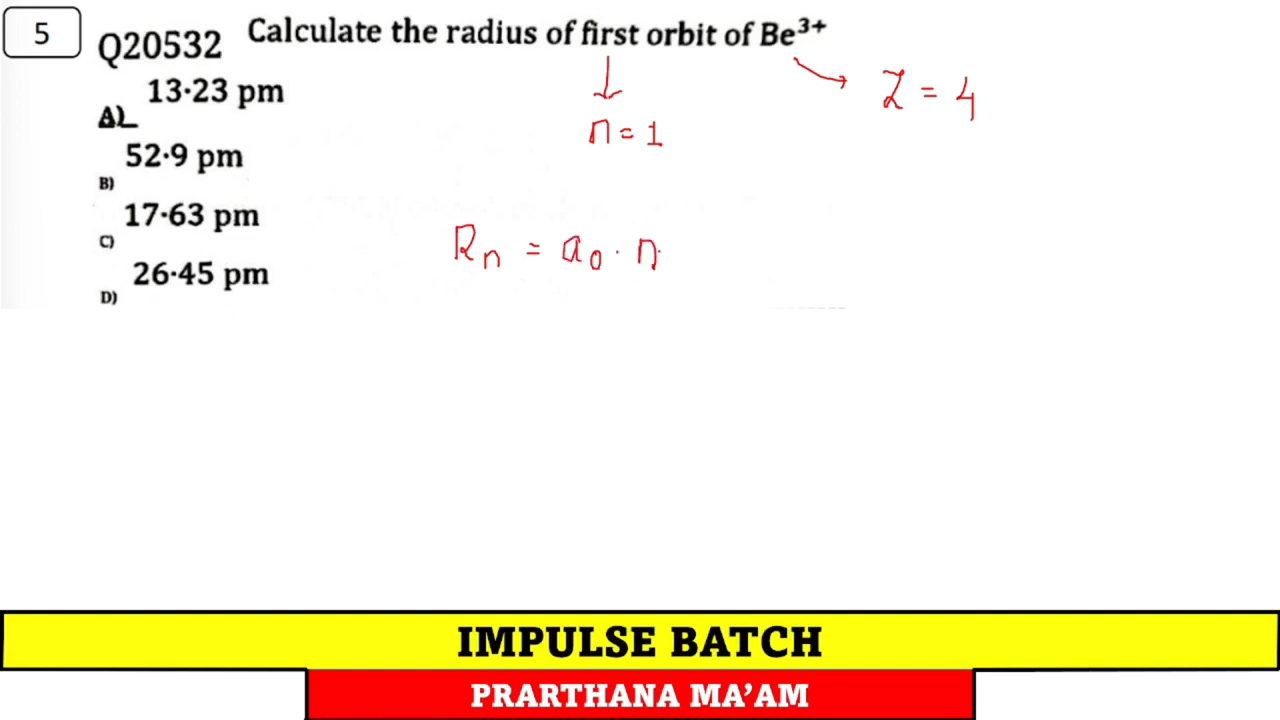 5
Q20532 Calculate the radius of first orbit of Be³⁺
A) 13·23 pm
B) 52·9 pm
C) 17·63 pm
D) 26·45 pm
n = 1
Z = 4
Rn = a0 · n
IMPULSE BATCH
PRARTHANA MA’AM